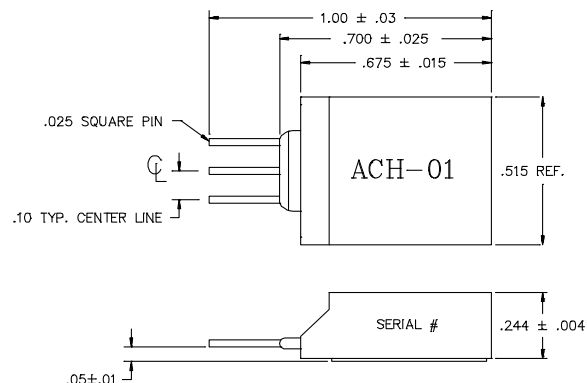 1.00 ± .03
.700 ± .025
.675 ± .015
.025 SQUARE PIN
℄
ACH-01
.515 REF.
.10 TYP. CENTER LINE
SERIAL #
.244 ± .004
.05±.01